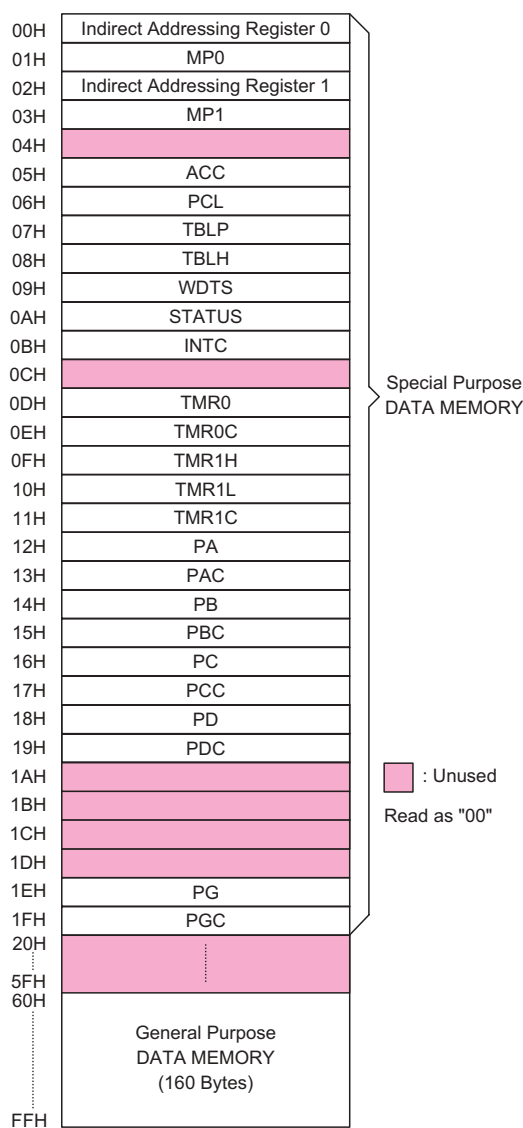 00H Indirect Addressing Register 0
01H MP0
02H Indirect Addressing Register 1
03H MP1
04H
05H ACC
06H PCL
07H TBLP
08H TBLH
09H WDTS
0AH STATUS
0BH INTC
0CH
0DH TMR0
0EH TMR0C
0FH TMR1H
10H TMR1L
11H TMR1C
12H PA
13H PAC
14H PB
15H PBC
16H PC
17H PCC
18H PD
19H PDC
1AH
1BH
1CH
1DH
1EH PG
1FH PGC
20H
5FH
60H
General Purpose
DATA MEMORY
(160 Bytes)
FFH
Special Purpose
DATA MEMORY
: Unused
Read as "00"